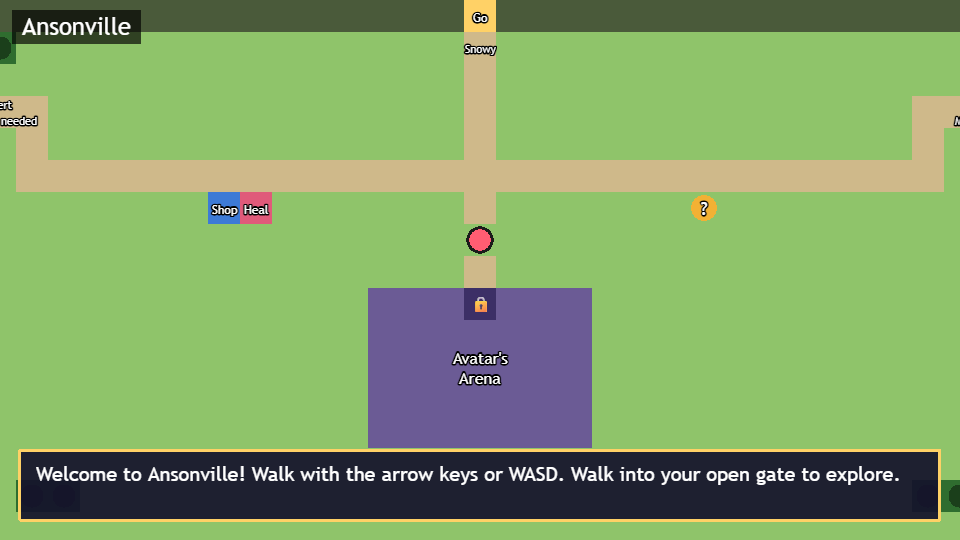 Ansonville
Go
Snowy
ert
needed
Shop
Heal
?
Avatar's
Arena
Welcome to Ansonville! Walk with the arrow keys or WASD. Walk into your open gate to explore.